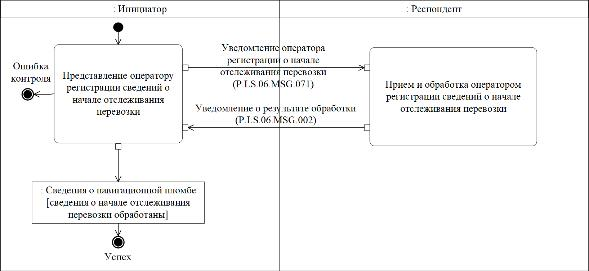 : Инициатор
: Респондент
Ошибка
контроля
Представление оператору
регистрации сведений о
начале отслеживания
перевозки
Уведомление оператора
регистрации о начале
отслеживания перевозки
(P.LS.06.MSG.071)
Прием и обработка оператором
регистрации сведений о начале
отслеживания перевозки
Уведомление о результате обработки
(P.LS.06.MSG.002)
Сведения о навигационной пломбе
[сведения о начале отслеживания
перевозки обработаны]
Успех